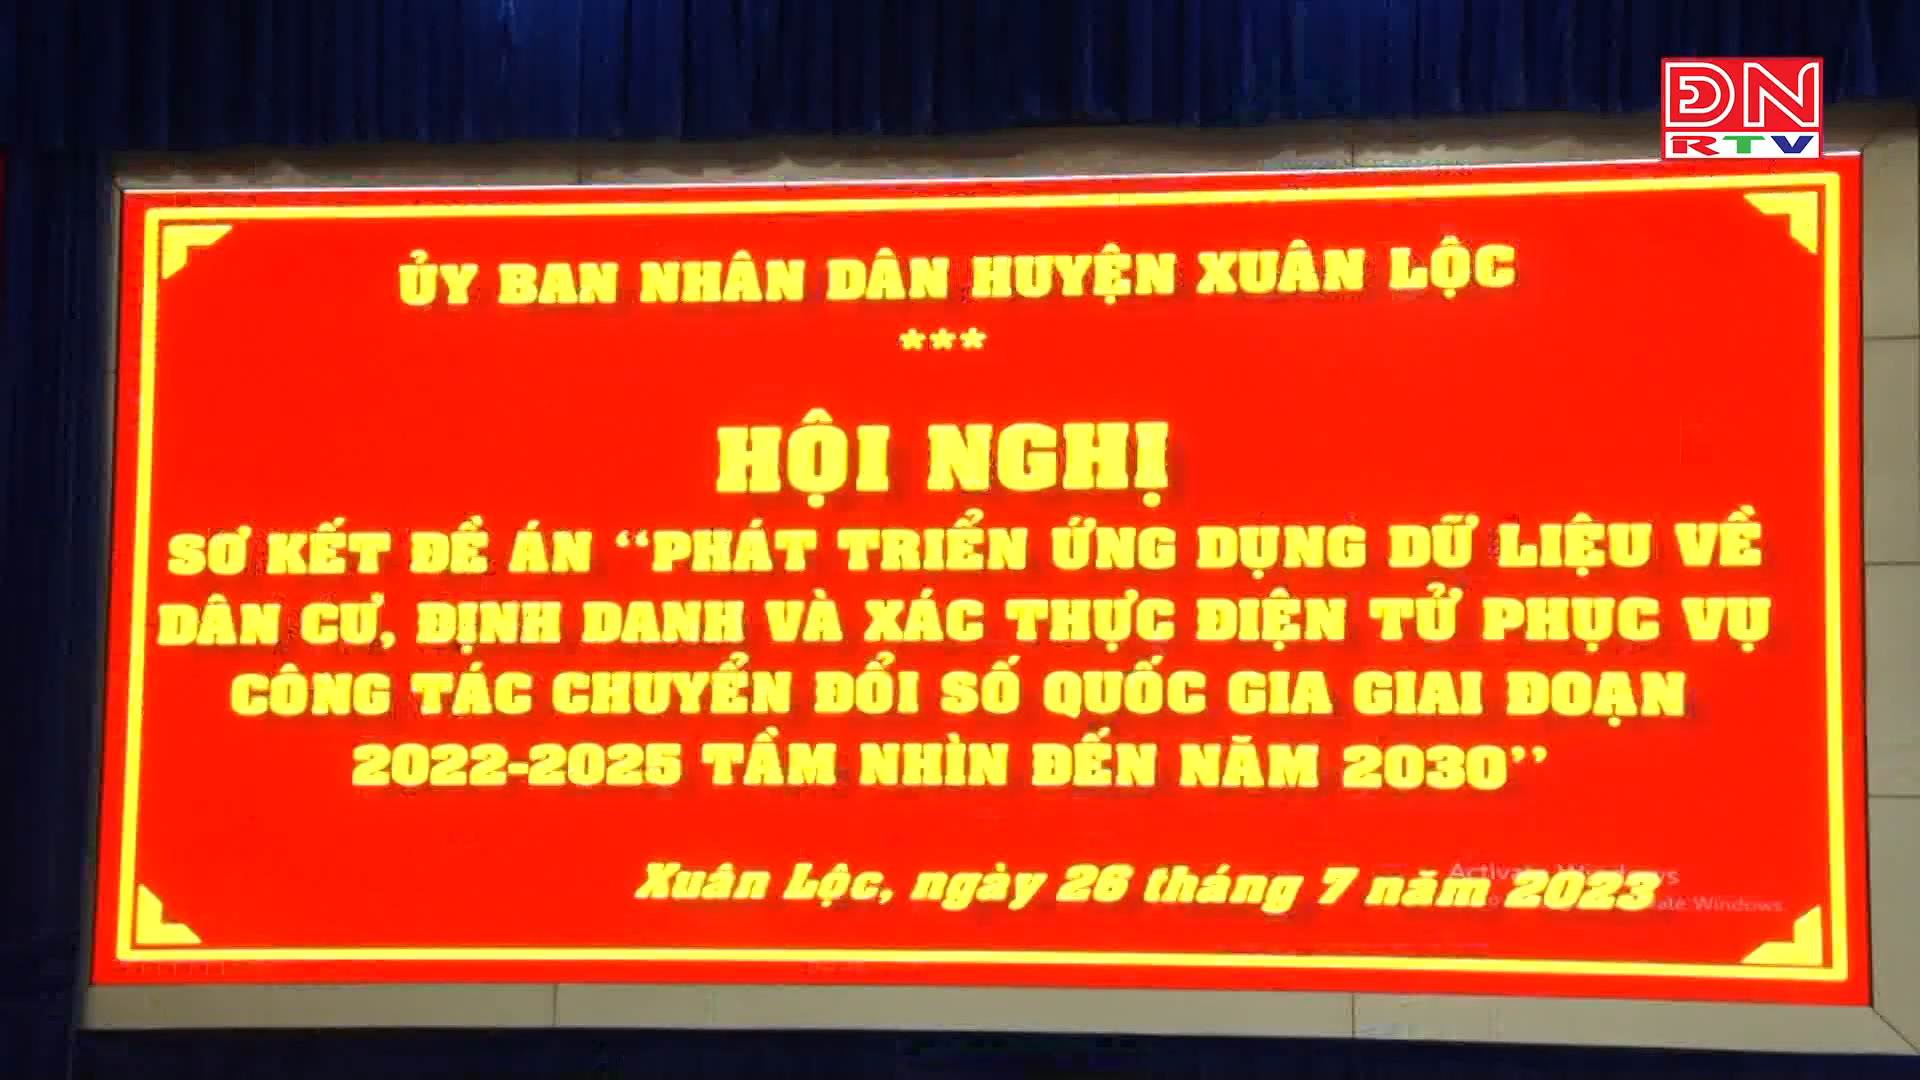 ĐN
RTV
ỦY BAN NHÂN DÂN HUYỆN XUÂN LỘC
***
HỘI NGHỊ
SƠ KẾT ĐỀ ÁN “PHÁT TRIỂN ỨNG DỤNG DỮ LIỆU VỀ
DÂN CƯ, ĐỊNH DANH VÀ XÁC THỰC ĐIỆN TỬ PHỤC VỤ
CÔNG TÁC CHUYỂN ĐỔI SỐ QUỐC GIA GIAI ĐOẠN
2022-2025 TẦM NHÌN ĐẾN NĂM 2030”
Xuân Lộc, ngày 26 tháng 7 năm 2023
Activate Windows
Windows